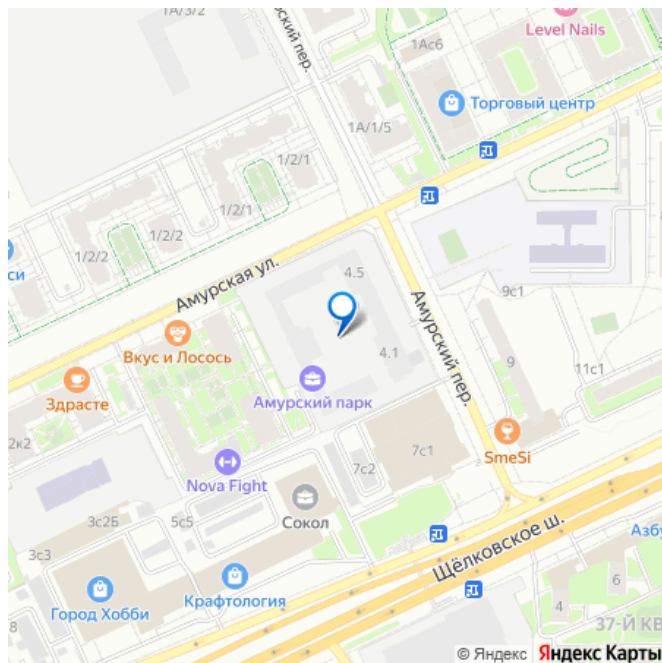 1А/3/2
рский пер.
Level Nails
1Ас6
Торговый центр
1А/1/5
1/2/1
1/2/1
1/2/2
1/2/2
си
Амурская ул.
4.5
9с1
Амурский пер.
Вкус и Лосось
4.1
9
11с1
Здрасте
Амурский парк
2к2
7с1
SmeSi
7с2
Nova Fight
Сокол
3с2Б
5с5
Щёлковское ш.
Азбу
3с3
Город Хобби
Крафтология
8
6
4
37-Й КВ
© Яндекс Яндекс Карты